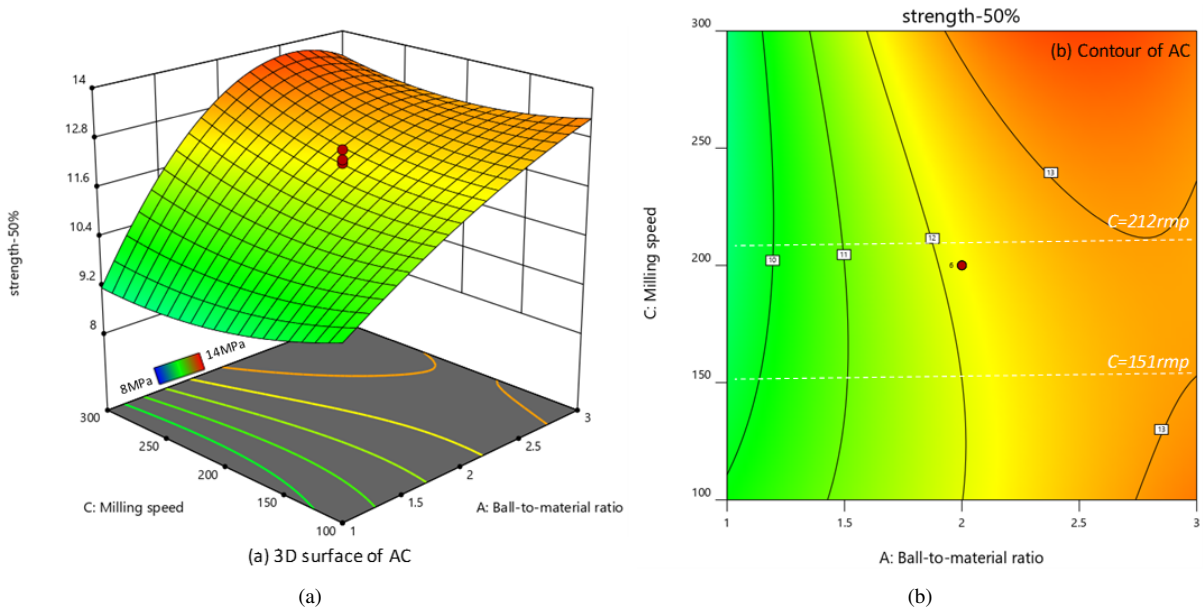 14
12.8
11.6
10.4
9.2
8
strength-50%
8MPa
14MPa
300
250
200
150
100
3
2.5
2
1.5
1
C: Milling speed
A: Ball-to-material ratio
(a) 3D surface of AC
(a)
strength-50%
(b) Contour of AC
300
250
200
150
100
C: Milling speed
13
C=212rmp
12
11
10
6
C=151rmp
13
1
1.5
2
2.5
3
A: Ball-to-material ratio
(b)